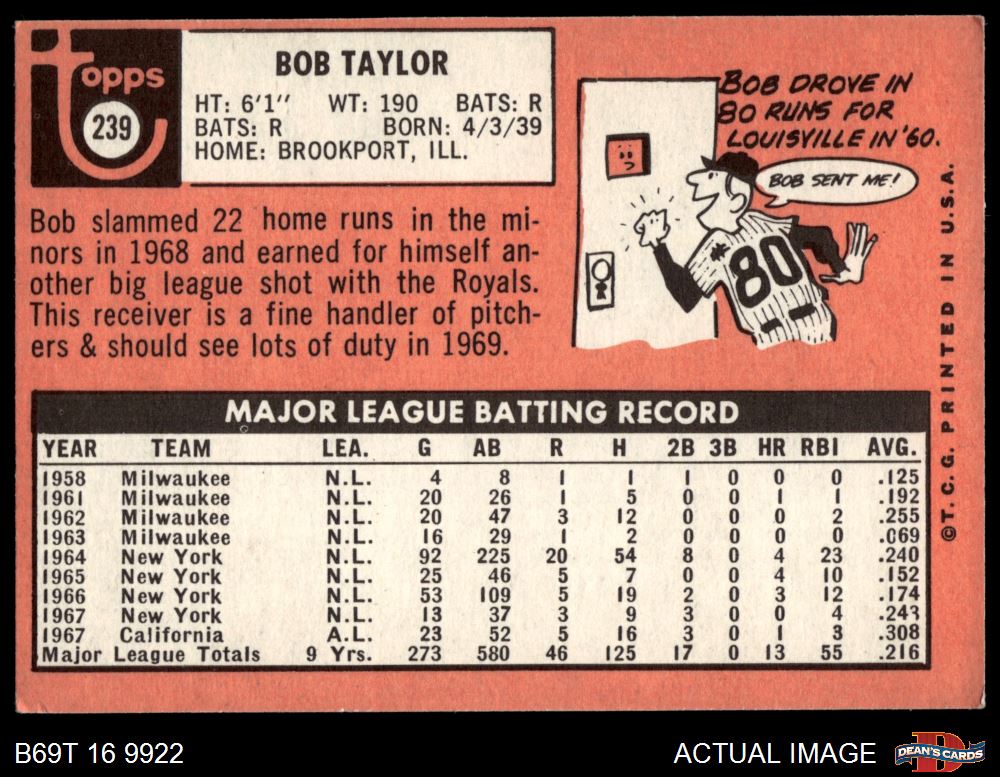 topps
239
BOB TAYLOR
HT: 6'1" WT: 190 BATS: R
BATS: R BORN: 4/3/39
HOME: BROOKPORT, ILL.
Bob slammed 22 home runs in the mi-
nors in 1968 and earned for himself an-
other big league shot with the Royals.
This receiver is a fine handler of pitch-
ers & should see lots of duty in 1969.
BOB DROVE IN
80 RUNS FOR
LOUISVILLE IN '60.
BOB SENT ME!
80
©T.C.G. PRINTED IN U.S.A.
MAJOR LEAGUE BATTING RECORD
YEAR TEAM LEA. G AB R H 2B 3B HR RBI AVG.
1958 Milwaukee N.L. 4 8 1 1 1 0 0 0 .125
1961 Milwaukee N.L. 20 26 1 5 0 0 1 1 .192
1962 Milwaukee N.L. 20 47 3 12 0 0 0 2 .255
1963 Milwaukee N.L. 16 29 1 2 0 0 0 0 .069
1964 New York N.L. 92 225 20 54 8 0 4 23 .240
1965 New York N.L. 25 46 5 7 0 0 4 10 .152
1966 New York N.L. 53 109 5 19 2 0 3 12 .174
1967 New York N.L. 13 37 3 9 3 0 0 4 .243
1967 California A.L. 23 52 5 16 3 0 1 3 .308
Major League Totals 9 Yrs. 273 580 46 125 17 0 13 55 .216
B69T 16 9922
ACTUAL IMAGE
DEAN'S CARDS